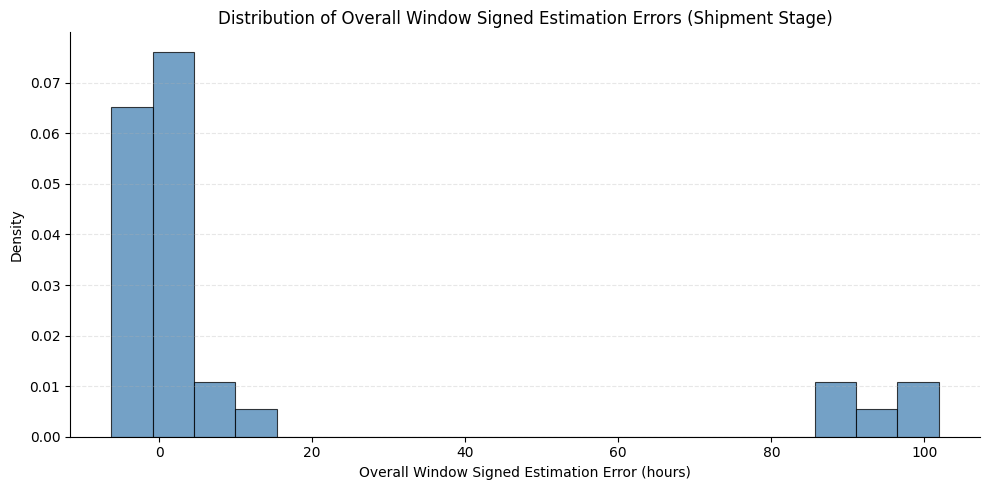 Distribution of Overall Window Signed Estimation Errors (Shipment Stage)
Density
0.07
0.06
0.05
0.04
0.03
0.02
0.01
0.00
0 20 40 60 80 100
Overall Window Signed Estimation Error (hours)